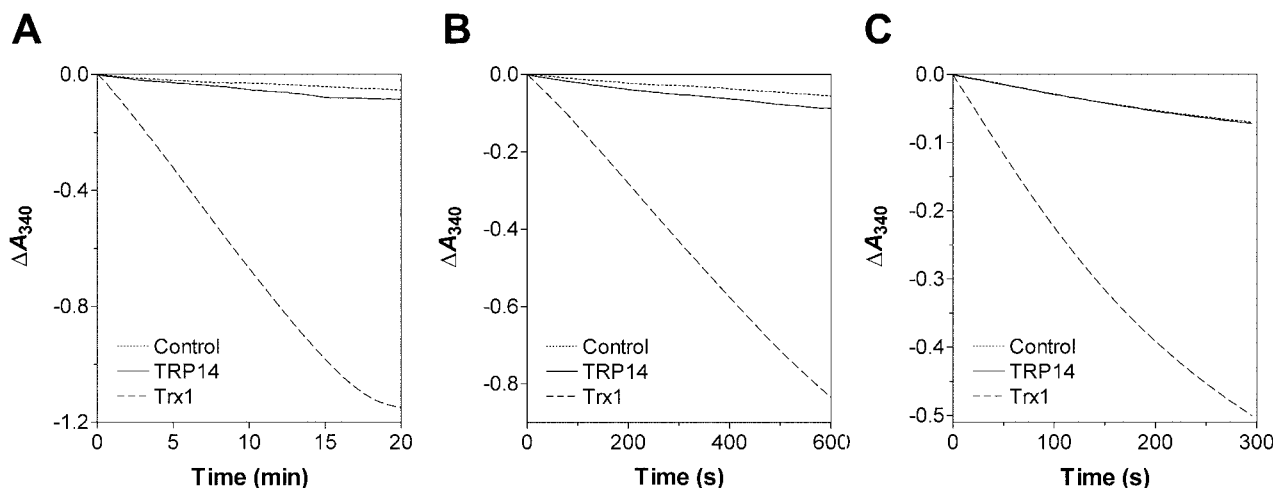 A
0.0
-0.4
-0.8
-1.2
ΔA340
Control
TRP14
Trx1
0 5 10 15 20
Time (min)
B
0.0
-0.2
-0.4
-0.6
-0.8
ΔA340
Control
TRP14
Trx1
0 200 400 600
Time (s)
C
0.0
-0.1
-0.2
-0.3
-0.4
-0.5
ΔA340
Control
TRP14
Trx1
0 100 200 300
Time (s)